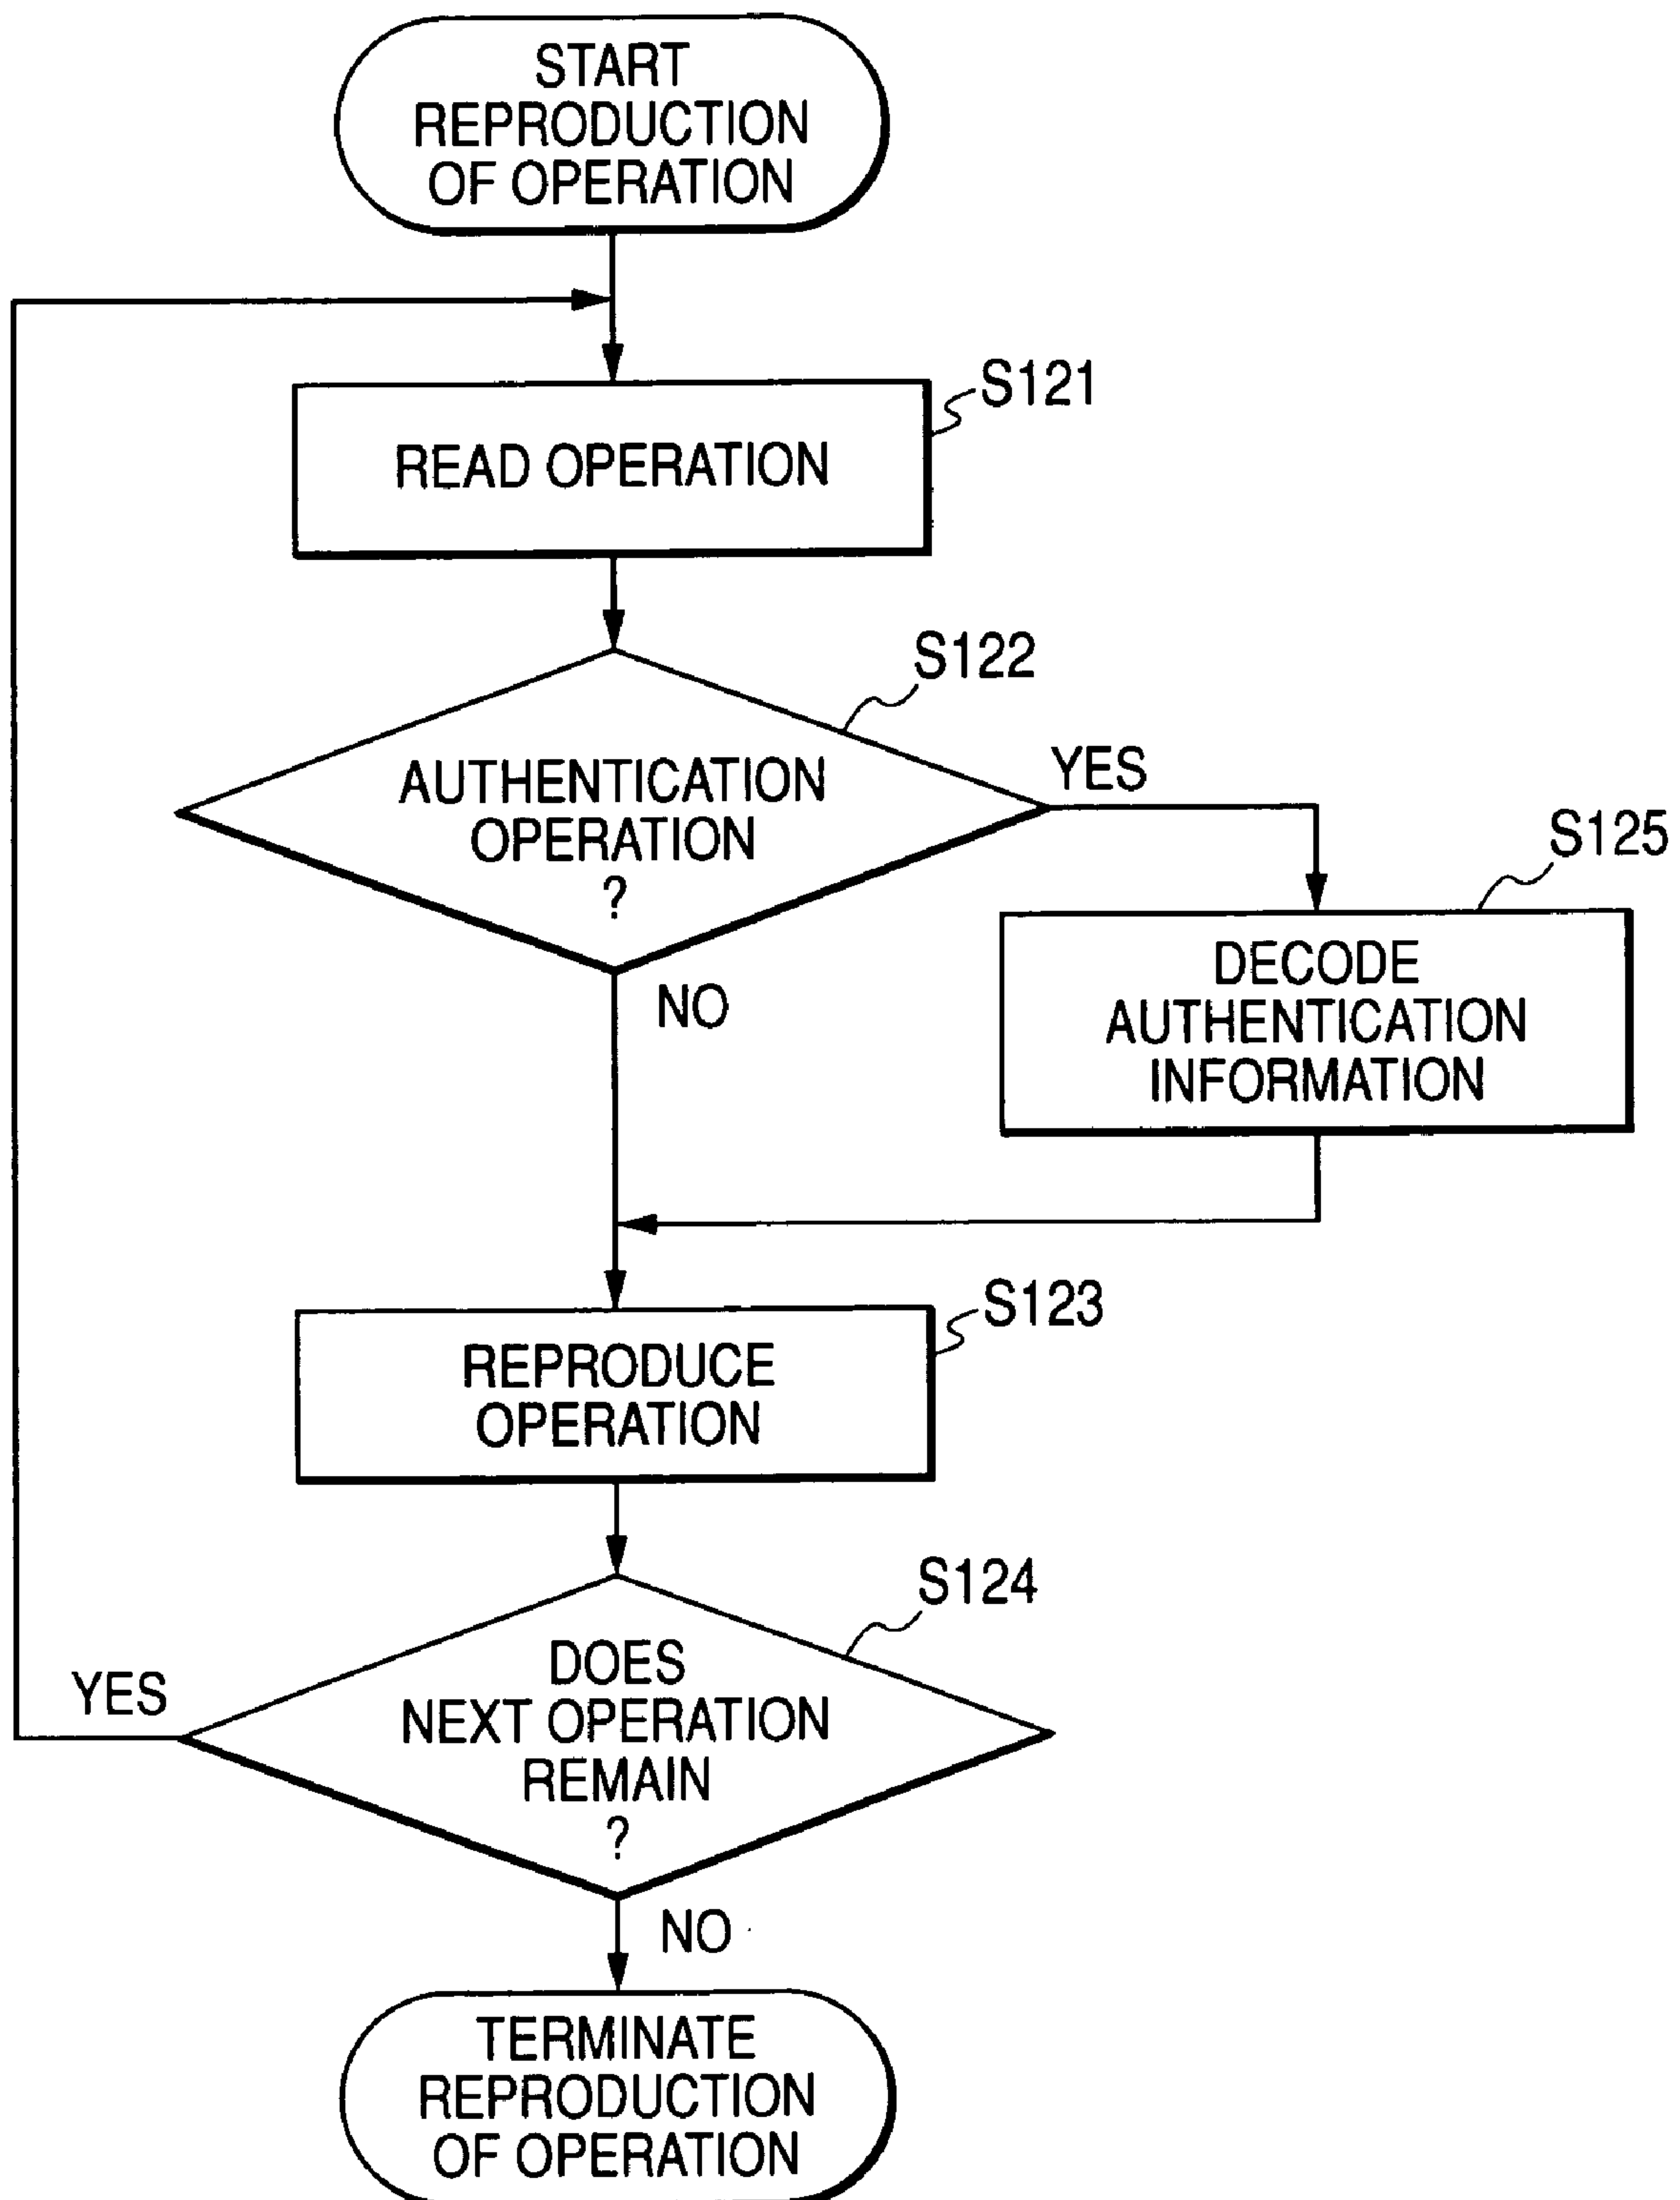 START
REPRODUCTION
OF OPERATION
S121
READ OPERATION
S122
AUTHENTICATION
OPERATION
?
YES
NO
S125
DECODE
AUTHENTICATION
INFORMATION
S123
REPRODUCE
OPERATION
S124
DOES
NEXT OPERATION
REMAIN
?
YES
NO
TERMINATE
REPRODUCTION
OF OPERATION